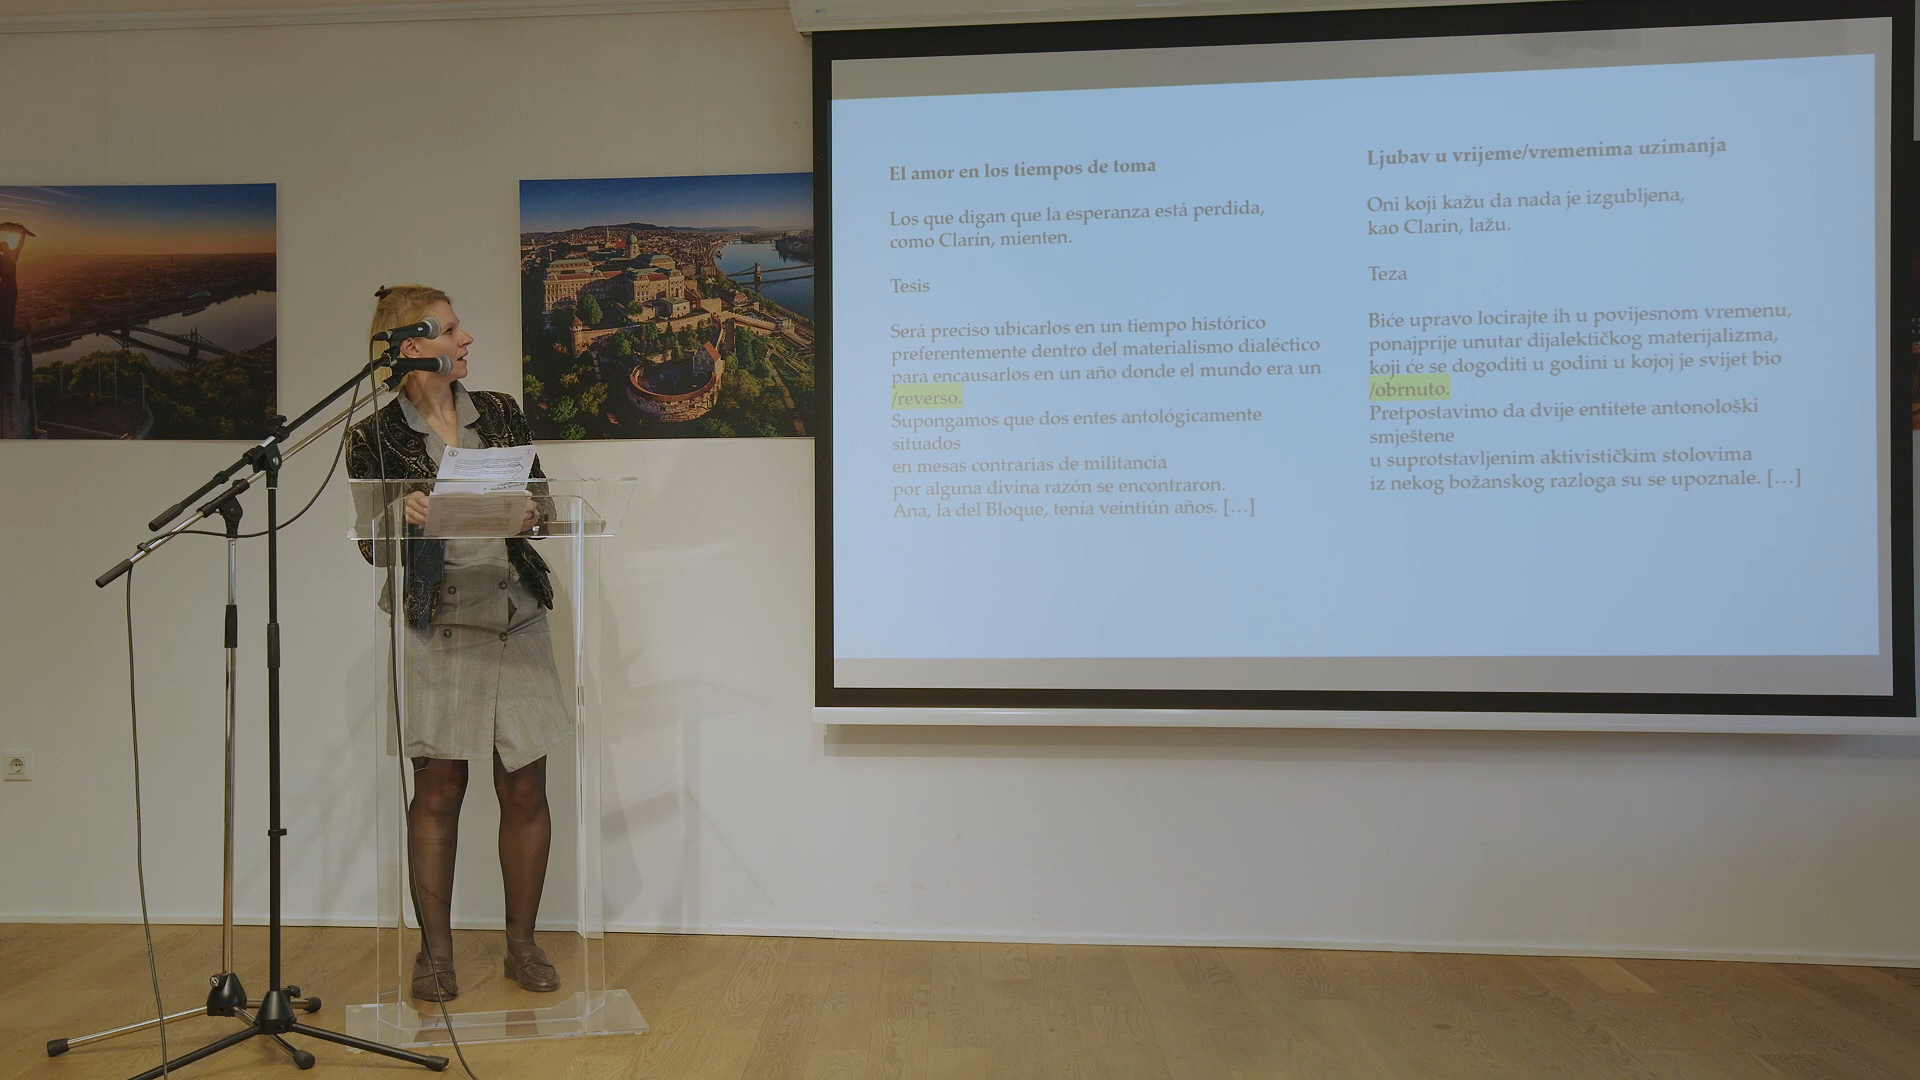 El amor en los tiempos de toma
Los que digan que la esperanza está perdida,
como Clarín, mienten.
Tesis
Será preciso ubicarlos en un tiempo histórico
preferentemente dentro del materialismo dialéctico
para encausarlos en un año donde el mundo era un
/reverso.
Supongamos que dos entes antológicamente
situados
en mesas contrarias de militancia
por alguna divina razón se encontraron.
Ana, la del Bloque, tenía veintiún años. […]
Ljubav u vrijeme/vremenima uzimanja
Oni koji kažu da nada je izgubljena,
kao Clarin, lažu.
Teza
Biće upravo locirajte ih u povijesnom vremenu,
ponajprije unutar dijalektičkog materijalizma,
koji će se dogoditi u godini u kojoj je svijet bio
/obrnuto.
Pretpostavimo da dvije entitete antonološki
smještene
u suprotstavljenim aktivističkim stolovima
iz nekog božanskog razloga su se upoznale. […]